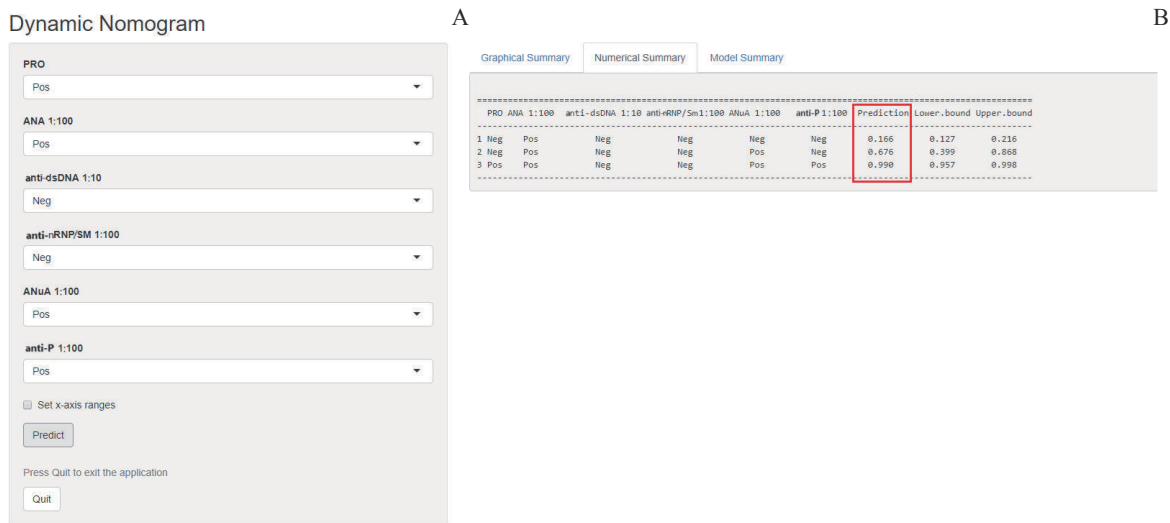 Dynamic Nomogram
A
PRO
Pos
ANA 1:100
Pos
anti-dsDNA 1:10
Neg
anti-nRNP/SM 1:100
Neg
ANuA 1:100
Pos
anti-P 1:100
Pos
Set x-axis ranges
Predict
Press Quit to exit the application
Quit
B
Graphical Summary Numerical Summary Model Summary
PRO ANA 1:100 anti-dsDNA 1:10 anti-nRNP/Sm1:100 ANuA 1:100 anti-P 1:100 Prediction Lower.bound Upper.bound
1 Neg Pos Neg Neg Neg Neg 0.166 0.127 0.216
2 Neg Pos Neg Neg Pos Neg 0.676 0.399 0.868
3 Pos Pos Neg Neg Pos Pos 0.990 0.957 0.998